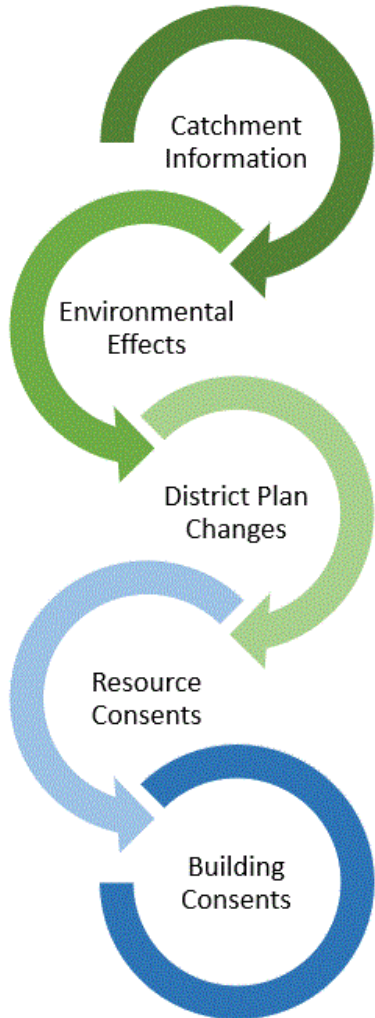 Catchment
Information
Environmental
Effects
District Plan
Changes
Resource
Consents
Building
Consents